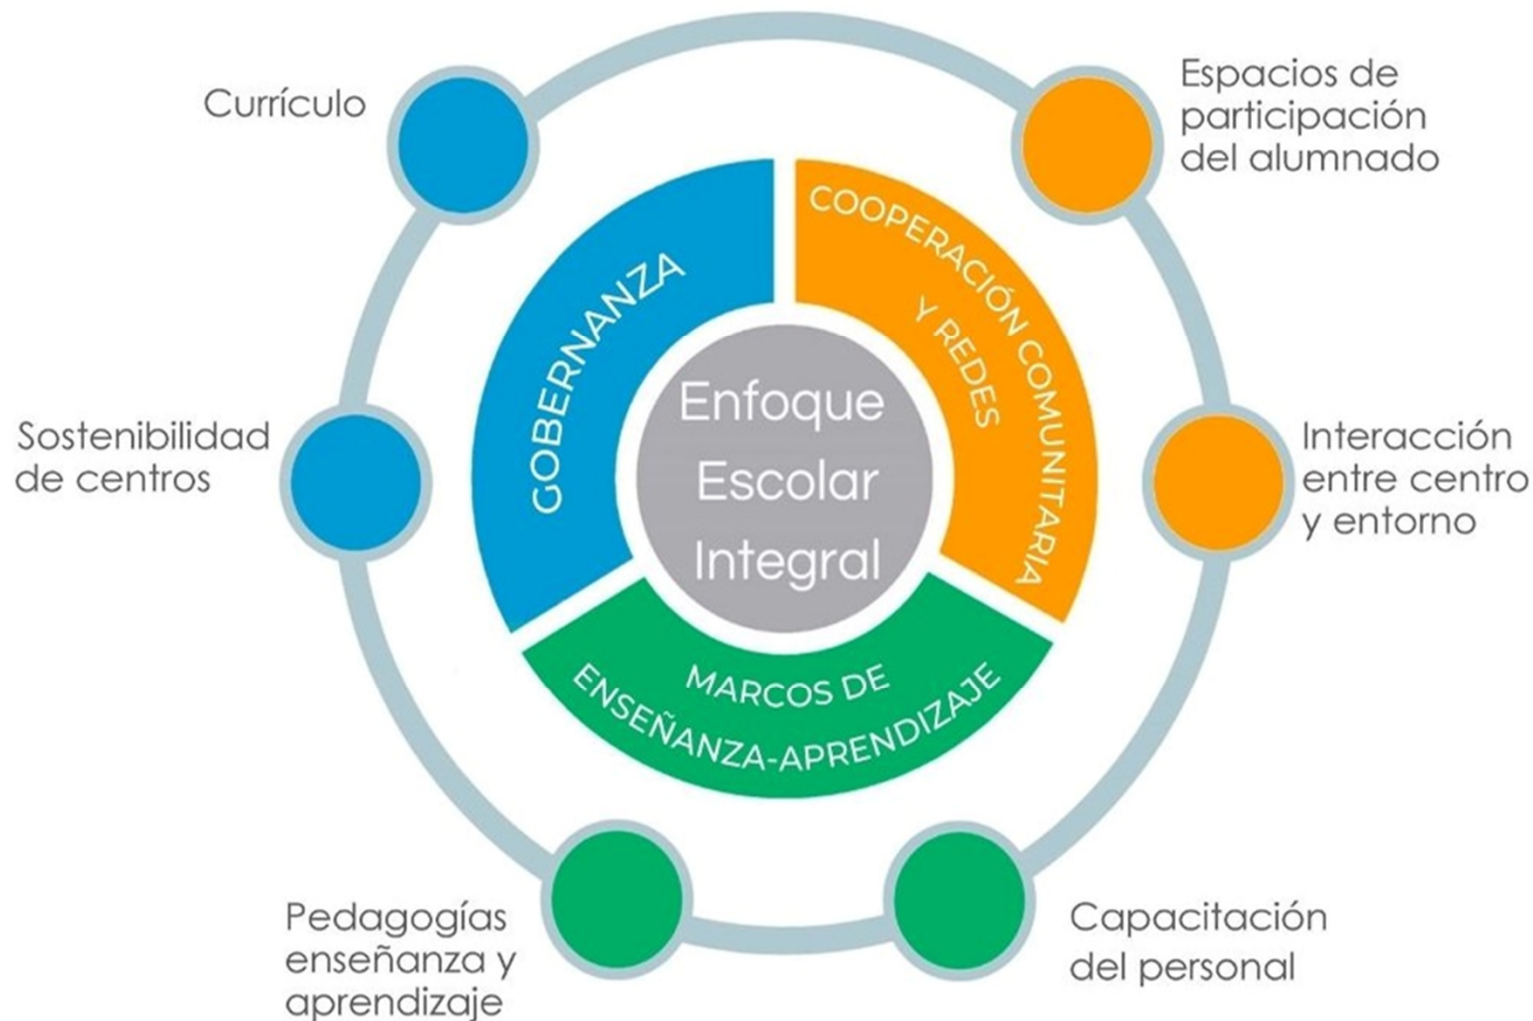 Currículo
Espacios de
participación
del alumnado
GOBERNANZA
COOPERACIÓN COMUNITARIA
Y REDES
Enfoque
Escolar
Integral
Sostenibilidad
de centros
Interacción
entre centro
y entorno
MARCOS DE
ENSEÑANZA-APRENDIZAJE
Pedagogías
enseñanza y
aprendizaje
Capacitación
del personal